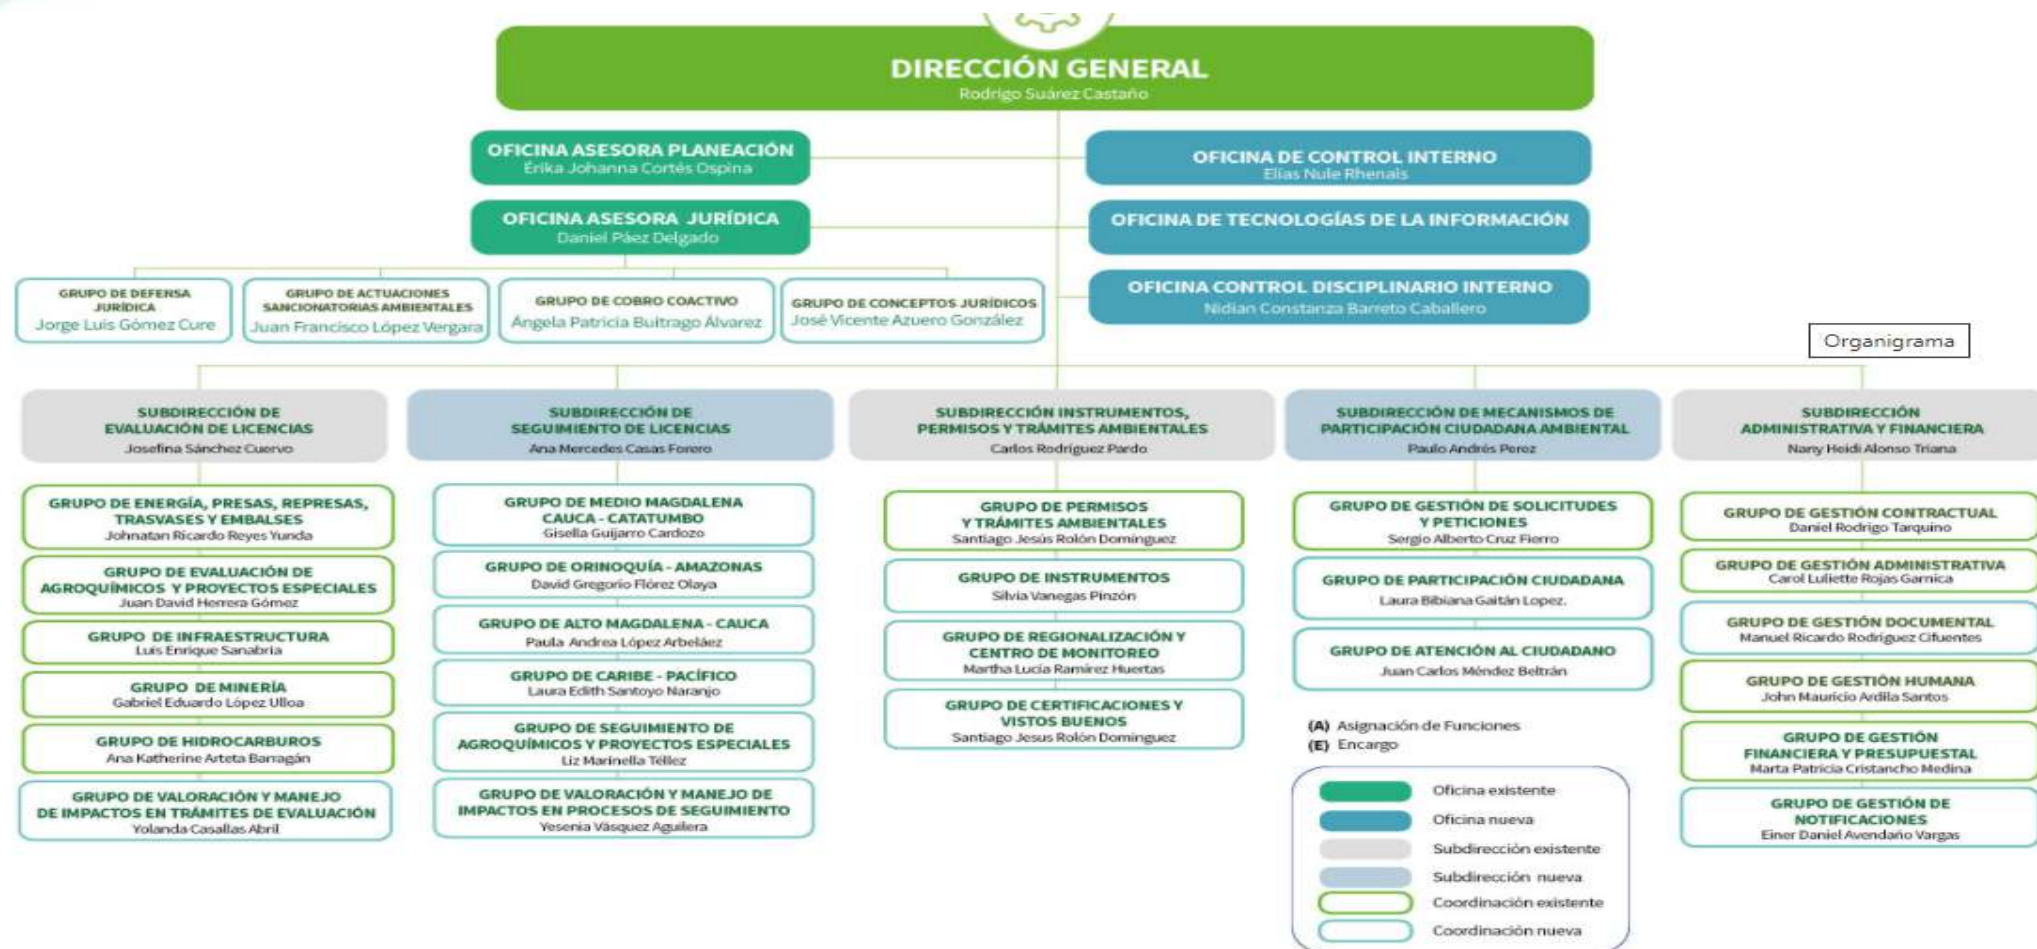 DIRECCIÓN GENERAL
Rodrigo Suárez Castaño
OFICINA ASESORA PLANEACIÓN
Érika Johanna Cortés Ospina
OFICINA DE CONTROL INTERNO
Elías Nule Rhenals
OFICINA ASESORA JURÍDICA
Daniel Páez Delgado
OFICINA DE TECNOLOGÍAS DE LA INFORMACIÓN
OFICINA CONTROL DISCIPLINARIO INTERNO
Nidian Constanza Barreto Caballero
GRUPO DE DEFENSA
JURÍDICA
Jorge Luis Gómez Cure
GRUPO DE ACTUACIONES
SANCIONATORIAS AMBIENTALES
Juan Francisco López Vergara
GRUPO DE COBRO COACTIVO
Ángela Patricia Buitrago Álvarez
GRUPO DE CONCEPTOS JURÍDICOS
José Vicente Azuero González
Organigrama
SUBDIRECCIÓN DE
EVALUACIÓN DE LICENCIAS
Josefina Sánchez Cuervo
GRUPO DE ENERGÍA, PRESAS, REPRESAS,
TRASVASES Y EMBALSES
Johnatan Ricardo Reyes Yunda
GRUPO DE EVALUACIÓN DE
AGROQUÍMICOS Y PROYECTOS ESPECIALES
Juan David Herrera Gómez
GRUPO DE INFRAESTRUCTURA
Luis Enrique Sanabria
GRUPO DE MINERÍA
Gabriel Eduardo López Ulloa
GRUPO DE HIDROCARBUROS
Ana Katherine Arteta Barragán
GRUPO DE VALORACIÓN Y MANEJO
DE IMPACTOS EN TRÁMITES DE EVALUACIÓN
Yolanda Casallas Abril
SUBDIRECCIÓN DE
SEGUIMIENTO DE LICENCIAS
Ana Mercedes Casas Forero
GRUPO DE MEDIO MAGDALENA
CAUCA - CATATUMBO
Gisella Guijarro Cardozo
GRUPO DE ORINOQUÍA - AMAZONAS
David Gregorio Flórez Olaya
GRUPO DE ALTO MAGDALENA - CAUCA
Paula Andrea López Arbeláez
GRUPO DE CARIBE - PACÍFICO
Laura Edith Santoyo Naranjo
GRUPO DE SEGUIMIENTO DE
AGROQUÍMICOS Y PROYECTOS ESPECIALES
Liz Marinella Téllez
GRUPO DE VALORACIÓN Y MANEJO DE
IMPACTOS EN PROCESOS DE SEGUIMIENTO
Yesenia Vásquez Aguilera
SUBDIRECCIÓN INSTRUMENTOS,
PERMISOS Y TRÁMITES AMBIENTALES
Carlos Rodríguez Pardo
GRUPO DE PERMISOS
Y TRÁMITES AMBIENTALES
Santiago Jesús Rolón Domínguez
GRUPO DE INSTRUMENTOS
Silvia Vanegas Pinzón
GRUPO DE REGIONALIZACIÓN Y
CENTRO DE MONITOREO
Martha Lucía Ramírez Huertas
GRUPO DE CERTIFICACIONES Y
VISTOS BUENOS
Santiago Jesus Rolón Domínguez
SUBDIRECCIÓN DE MECANISMOS DE
PARTICIPACIÓN CIUDADANA AMBIENTAL
Paulo Andrés Perez
GRUPO DE GESTIÓN DE SOLICITUDES
Y PETICIONES
Sergio Alberto Cruz Fierro
GRUPO DE PARTICIPACIÓN CIUDADANA
Laura Bibiana Gaitán Lopez.
GRUPO DE ATENCIÓN AL CIUDADANO
Juan Carlos Méndez Beltrán
SUBDIRECCIÓN
ADMINISTRATIVA Y FINANCIERA
Nany Heidi Alonso Triana
GRUPO DE GESTIÓN CONTRACTUAL
Daniel Rodrigo Tarquino
GRUPO DE GESTIÓN ADMINISTRATIVA
Carol Luliette Rojas Garnica
GRUPO DE GESTIÓN DOCUMENTAL
Manuel Ricardo Rodríguez Cifuentes
GRUPO DE GESTIÓN HUMANA
John Mauricio Ardila Santos
GRUPO DE GESTIÓN
FINANCIERA Y PRESUPUESTAL
Marta Patricia Cristancho Medina
GRUPO DE GESTIÓN DE
NOTIFICACIONES
Einer Daniel Avendaño Vargas
(A) Asignación de Funciones
(E) Encargo
Oficina existente
Oficina nueva
Subdirección existente
Subdirección nueva
Coordinación existente
Coordinación nueva